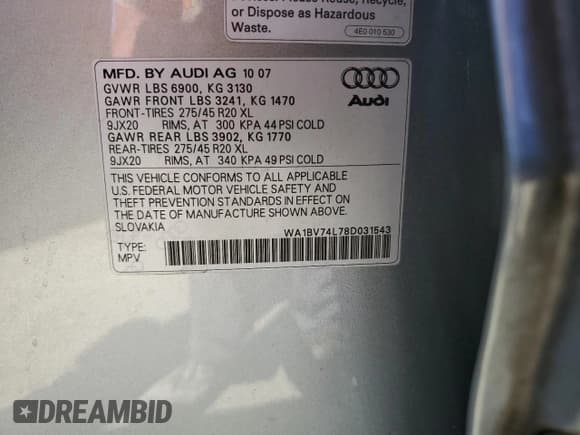 or Dispose as Hazardous
Waste.
4E0 010 530
MFD. BY AUDI AG 10 07
GVWR LBS 6900, KG 3130
GAWR FRONT LBS 3241, KG 1470
FRONT-TIRES 275/45 R20 XL
9JX20 RIMS, AT 300 KPA 44 PSI COLD
GAWR REAR LBS 3902, KG 1770
REAR-TIRES 275/45 R20 XL
9JX20 RIMS, AT 340 KPA 49 PSI COLD
Audi
THIS VEHICLE CONFORMS TO ALL APPLICABLE
U.S. FEDERAL MOTOR VEHICLE SAFETY AND
THEFT PREVENTION STANDARDS IN EFFECT ON
THE DATE OF MANUFACTURE SHOWN ABOVE.
SLOVAKIA
WA1BV74L78D031543
TYPE:
MPV
DREAMBID